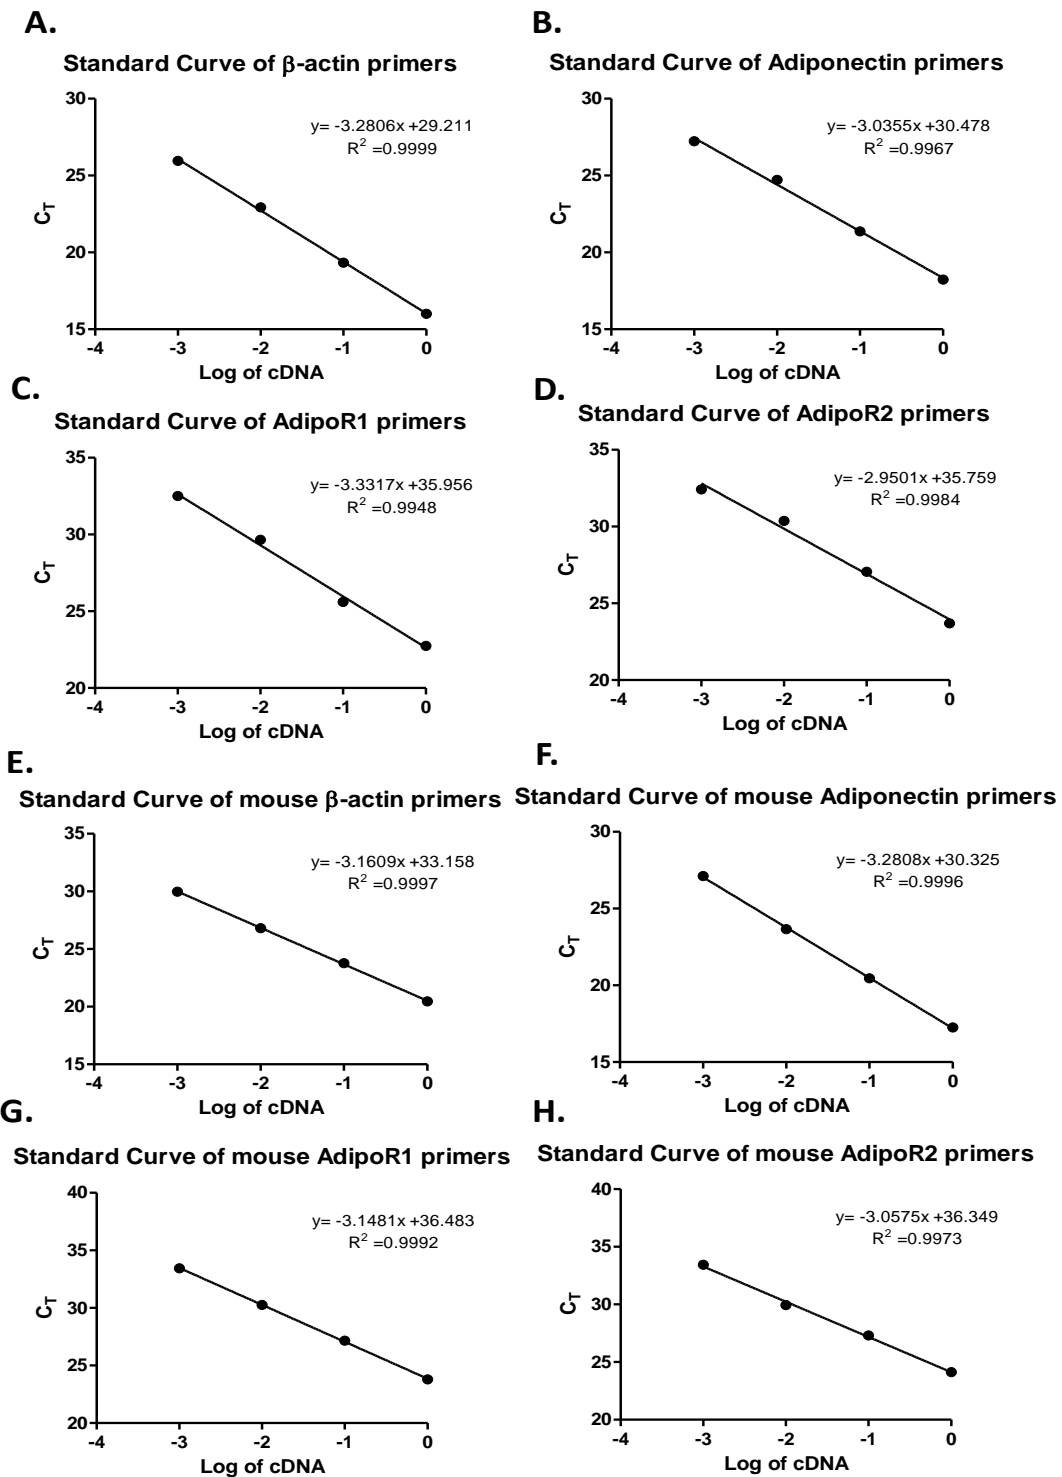 A.
Standard Curve of β-actin primers
30
25
20
15
C_T
y= -3.2806x +29.211
R² =0.9999
-4 -3 -2 -1 0
Log of cDNA
B.
Standard Curve of Adiponectin primers
30
25
20
15
C_T
y= -3.0355x +30.478
R² =0.9967
-4 -3 -2 -1 0
Log of cDNA
C.
Standard Curve of AdipoR1 primers
35
30
25
20
C_T
y= -3.3317x +35.956
R² =0.9948
-4 -3 -2 -1 0
Log of cDNA
D.
Standard Curve of AdipoR2 primers
35
30
25
20
C_T
y= -2.9501x +35.759
R² =0.9984
-4 -3 -2 -1 0
Log of cDNA
E.
Standard Curve of mouse β-actin primers
35
30
25
20
15
C_T
y= -3.1609x +33.158
R² =0.9997
-4 -3 -2 -1 0
Log of cDNA
F.
Standard Curve of mouse Adiponectin primers
30
25
20
15
C_T
y= -3.2808x +30.325
R² =0.9996
-4 -3 -2 -1 0
Log of cDNA
G.
Standard Curve of mouse AdipoR1 primers
40
35
30
25
20
C_T
y= -3.1481x +36.483
R² =0.9992
-4 -3 -2 -1 0
Log of cDNA
H.
Standard Curve of mouse AdipoR2 primers
40
35
30
25
20
C_T
y= -3.0575x +36.349
R² =0.9973
-4 -3 -2 -1 0
Log of cDNA